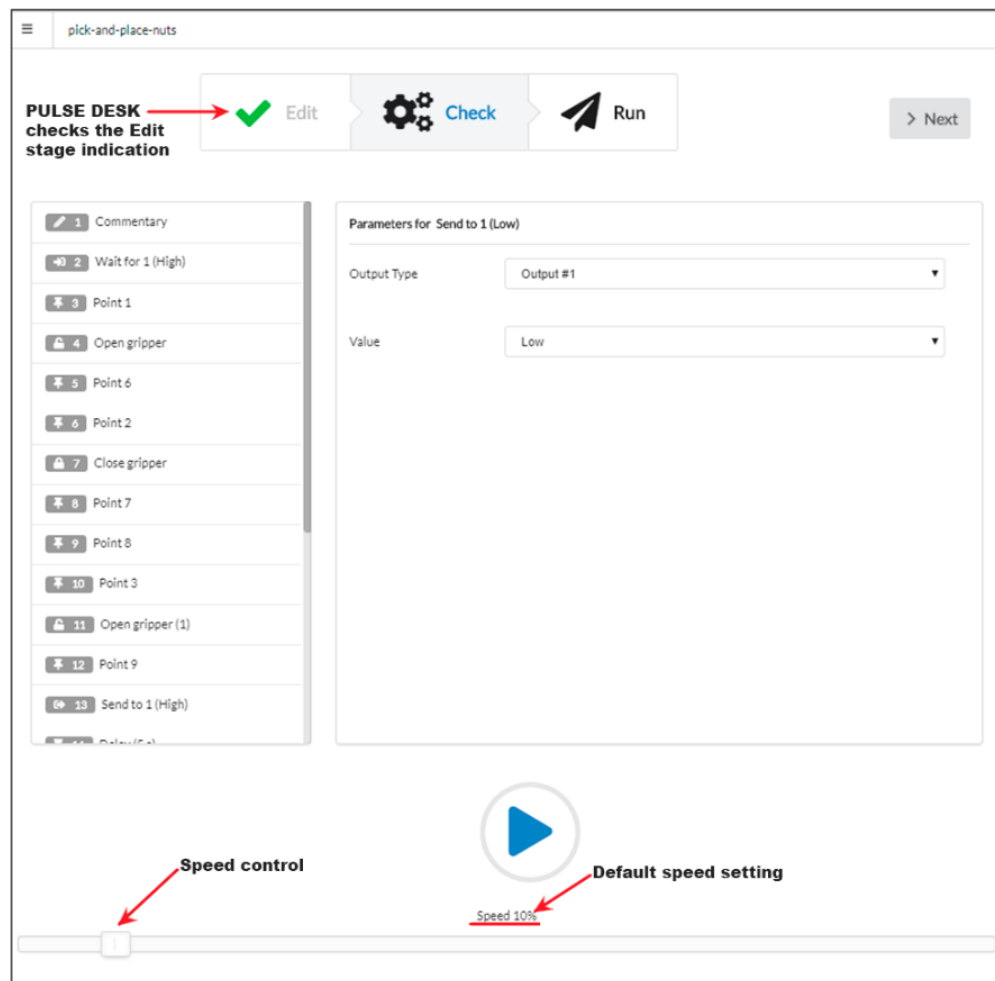 pick-and-place-nuts
PULSE DESK
checks the Edit
stage indication
Edit
Check
Run
Next
1 Commentary
2 Wait for 1 (High)
3 Point 1
4 Open gripper
5 Point 6
6 Point 2
7 Close gripper
8 Point 7
9 Point 8
10 Point 3
11 Open gripper (1)
12 Point 9
13 Send to 1 (High)
Parameters for Send to 1 (Low)
Output Type Output #1
Value Low
Speed control
Default speed setting
Speed 10%